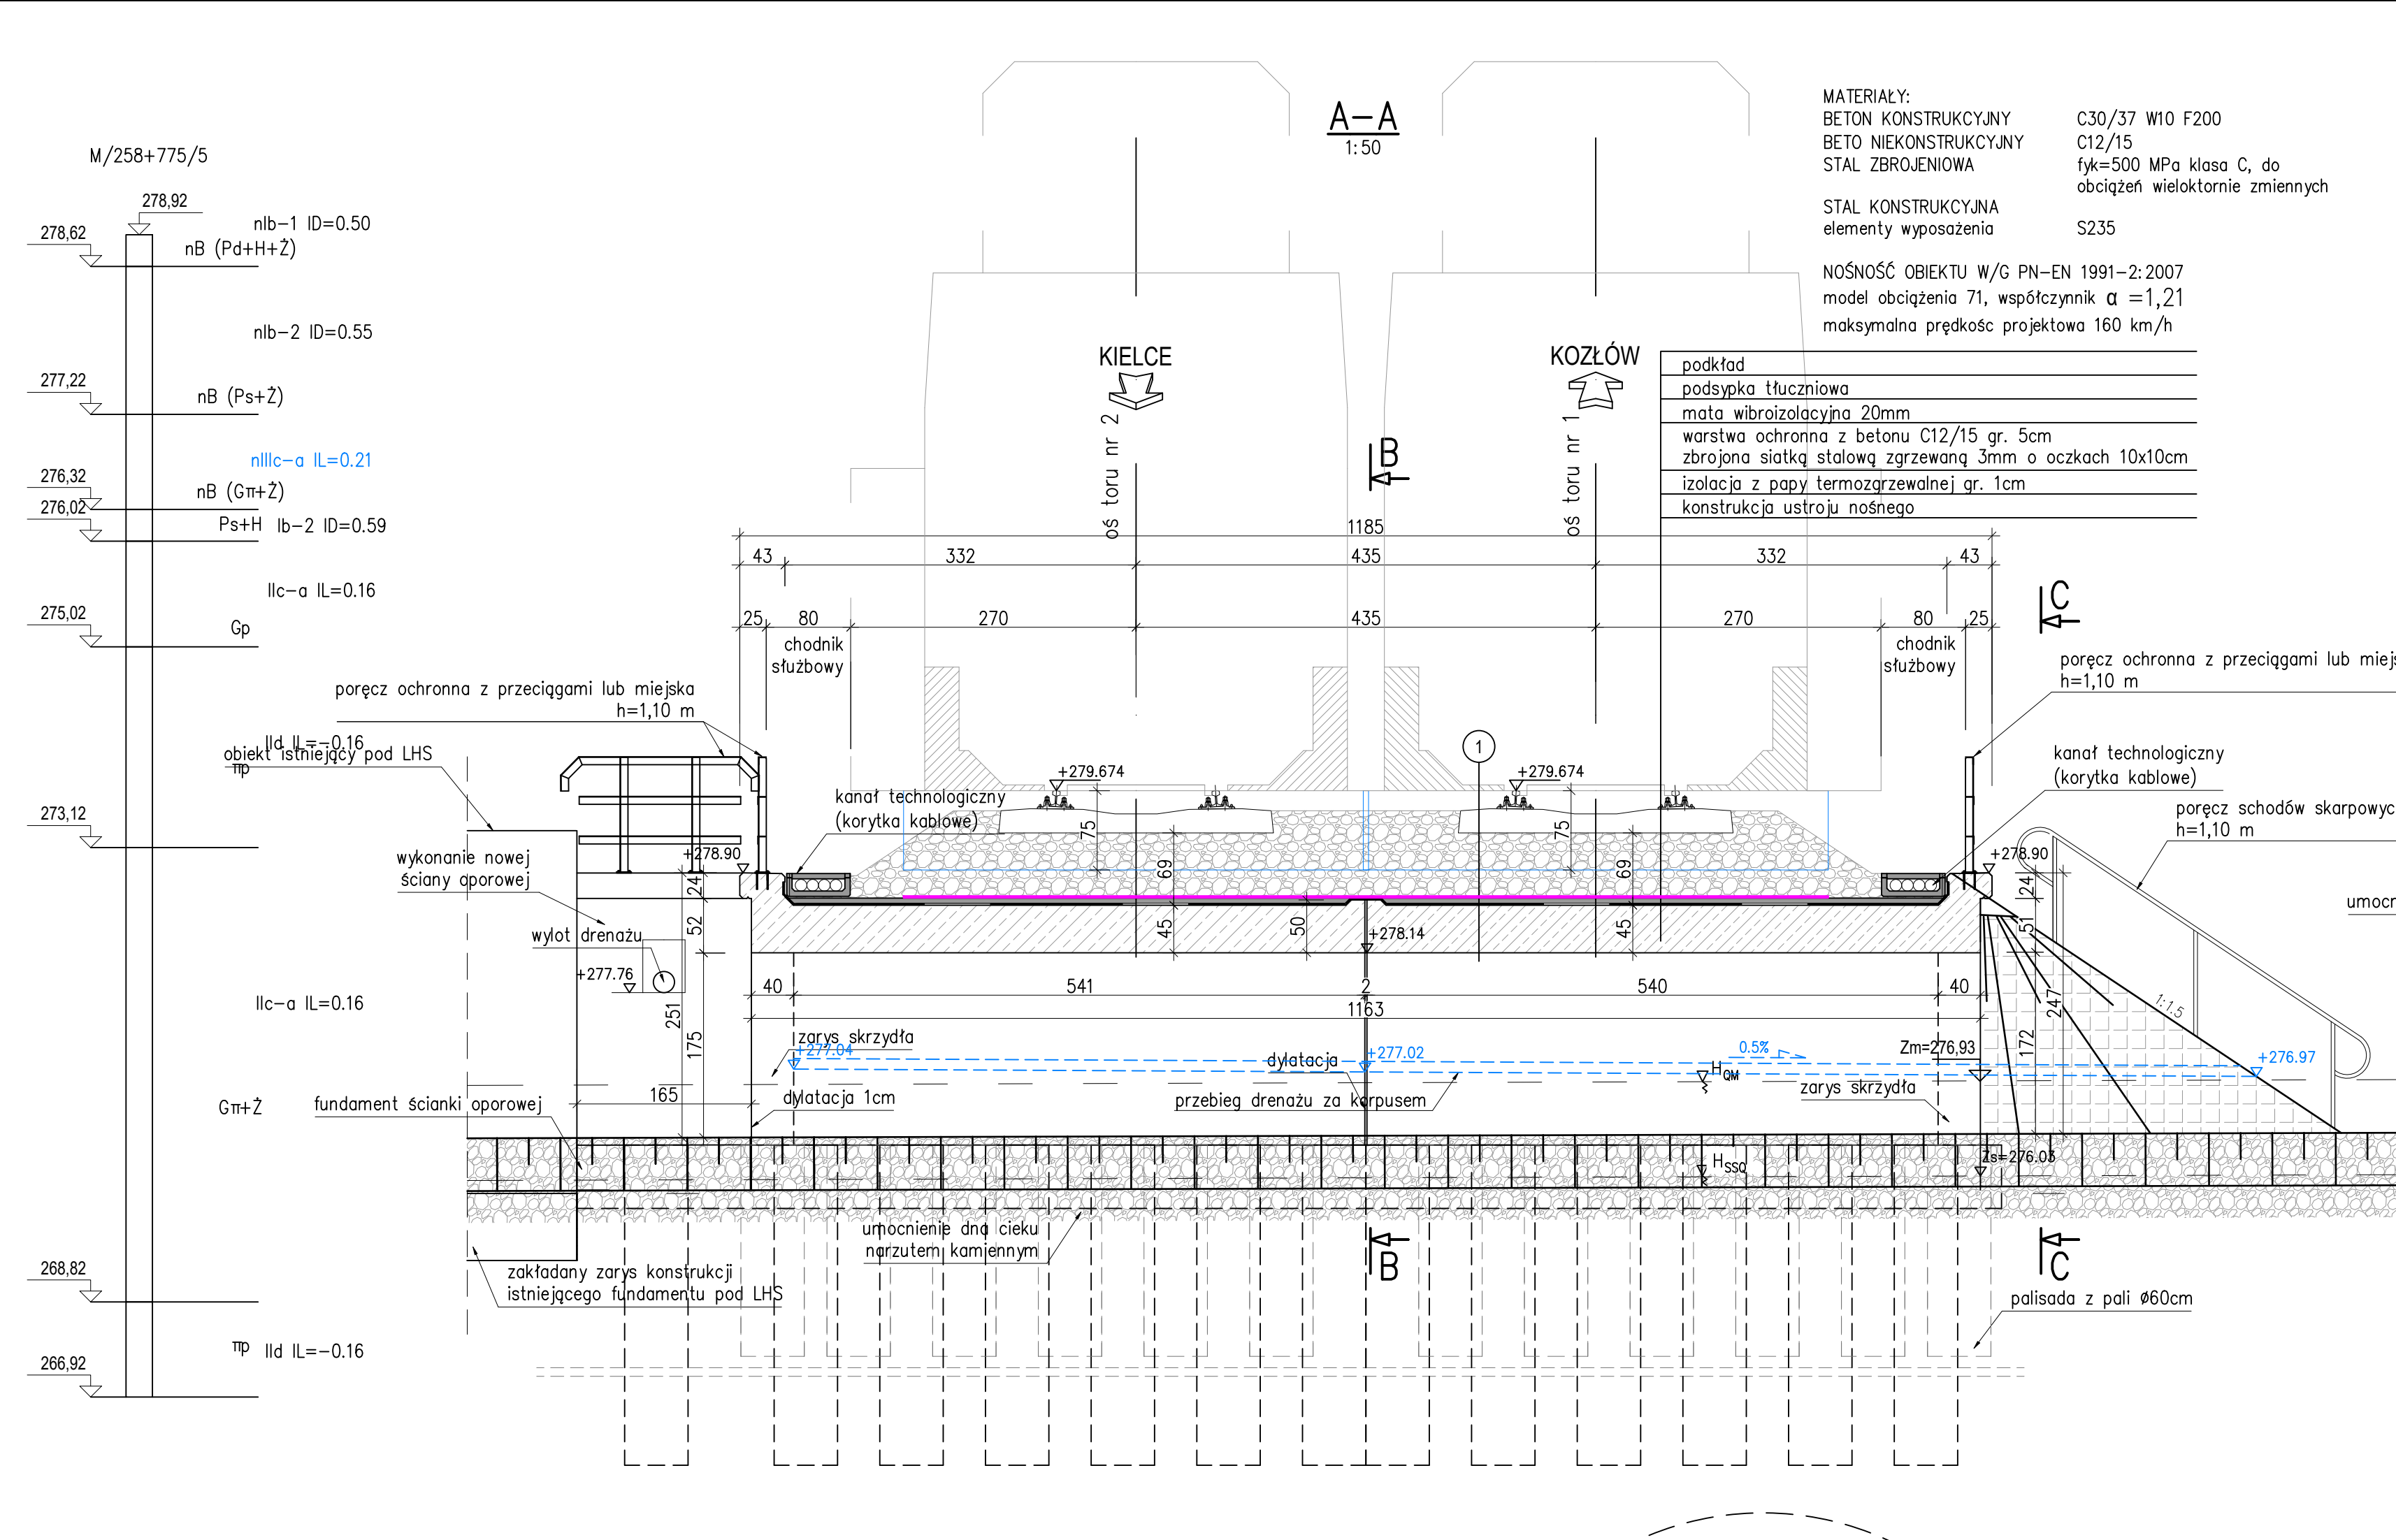 A-A
1:50
MATERIAŁY:
BETON KONSTRUKCYJNY C30/37 W10 F200
BETO NIEKONSTRUKCYJNY C12/15
STAL ZBROJENIOWA fyk=500 MPa klasa C, do
obciążeń wieloktornie zmiennych
STAL KONSTRUKCYJNA
elementy wyposażenia S235
NOŚNOŚĆ OBIEKTU W/G PN-EN 1991-2:2007
model obciążenia 71, współczynnik α =1,21
maksymalna prędkośc projektowa 160 km/h
podkład
podsypka tłuczniowa
mata wibroizolacyjna 20mm
warstwa ochronna z betonu C12/15 gr. 5cm
zbrojona siatką stalową zgrzewaną 3mm o oczkach 10x10cm
izolacja z papy termozgrzewalnej gr. 1cm
konstrukcja ustroju nośnego
M/258+775/5
278,92
nIb-1 ID=0.50
278,62
nB (Pd+H+Ż)
nIb-2 ID=0.55
277,22
nB (Ps+Ż)
nIIIc-a IL=0.21
276,32
nB (Gπ+Ż)
276,02
Ps+H Ib-2 ID=0.59
IIc-a IL=0.16
275,02
Gp
IId IL=-0.16
πp
273,12
IIc-a IL=0.16
Gπ+Ż
268,82
πp IId IL=-0.16
266,92
KIELCE
oś toru nr 2
KOZŁÓW
oś toru nr 1
B
C
1185
43 332 435 332 43
25 80 270 435 270 80 25
chodnik
służbowy
chodnik
służbowy
poręcz ochronna z przeciągami lub miejska
h=1,10 m
poręcz ochronna z przeciągami lub miejs
h=1,10 m
obiekt istniejący pod LHS
kanał technologiczny
(korytka kablowe)
kanał technologiczny
(korytka kablowe)
poręcz schodów skarpowyc
h=1,10 m
1
+279.674
+279.674
75
75
69
69
wykonanie nowej
ściany oporowej
+278.90
+278.90
24
24
52
51
45
50
45
umocr
wylot drenażu
+277.76
+278.14
251
175
247
172
1:1.5
40 541 2 540 40
1163
zarys skrzydła
+277.04
+277.02
0.5%
Zm=276,93
+276.97
dylatacja
HQM
zarys skrzydła
165
dylatacja 1cm
przebieg drenażu za korpusem
fundament ścianki oporowej
HSSQ
Zs=276.03
umocnienie dna cieku
narzutem kamiennym
B
C
zakładany zarys konstrukcji
istniejącego fundamentu pod LHS
palisada z pali ø60cm